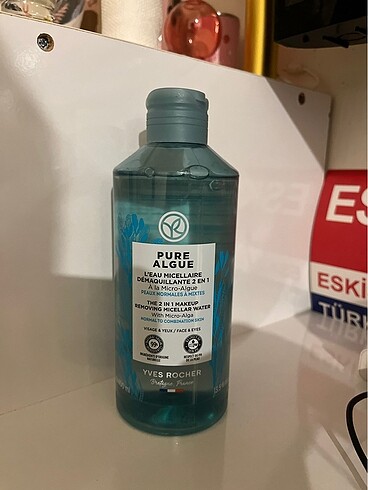 PURE
ALGUE
L'EAU MICELLAIRE
DÉMAQUILLANTE 2 EN 1
À la Micro-Algue
PEAUX NORMALES À MIXTES
THE 2 IN 1 MAKEUP
REMOVING MICELLAR WATER
With Micro-Alga
NORMAL TO COMBINATION SKIN
VISAGE & YEUX / FACE & EYES
YVES ROCHER
Bretagne, France
ES
ESKİ
TÜRK